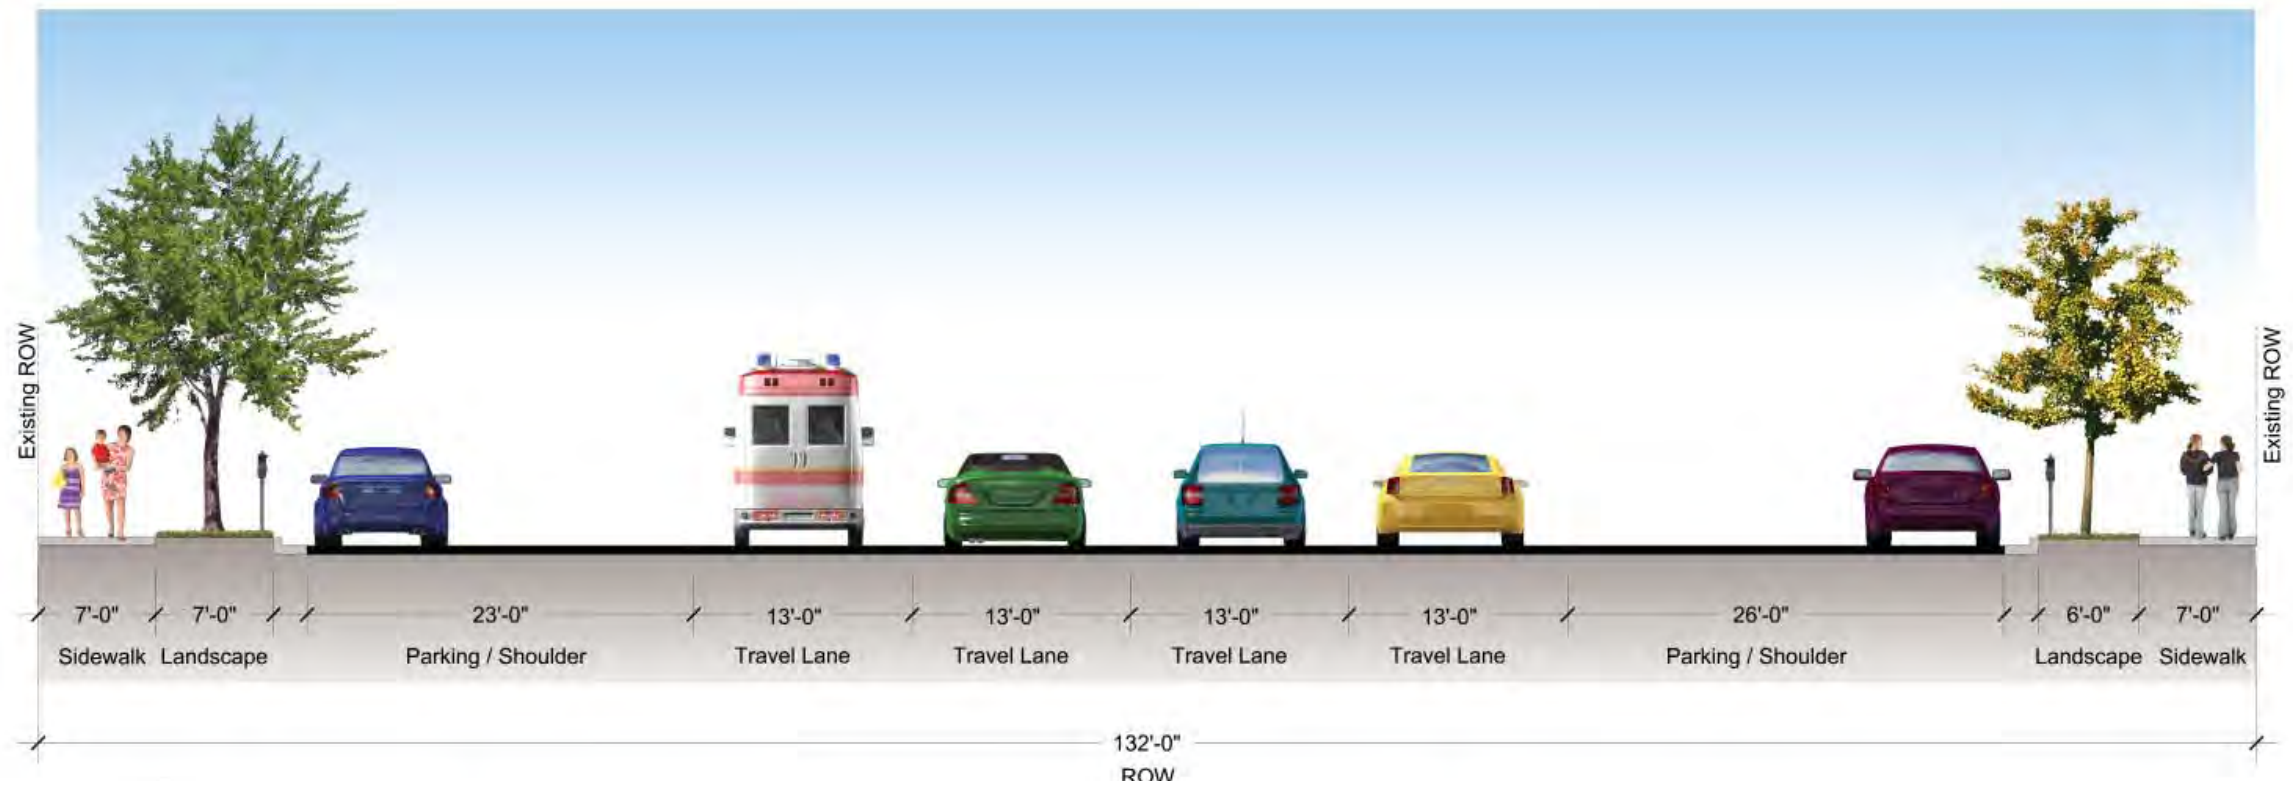 Existing ROW
Existing ROW
7'-0" 7'-0" 23'-0" 13'-0" 13'-0" 13'-0" 13'-0" 26'-0" 6'-0" 7'-0"
Sidewalk Landscape Parking / Shoulder Travel Lane Travel Lane Travel Lane Travel Lane Parking / Shoulder Landscape Sidewalk
132'-0"
ROW